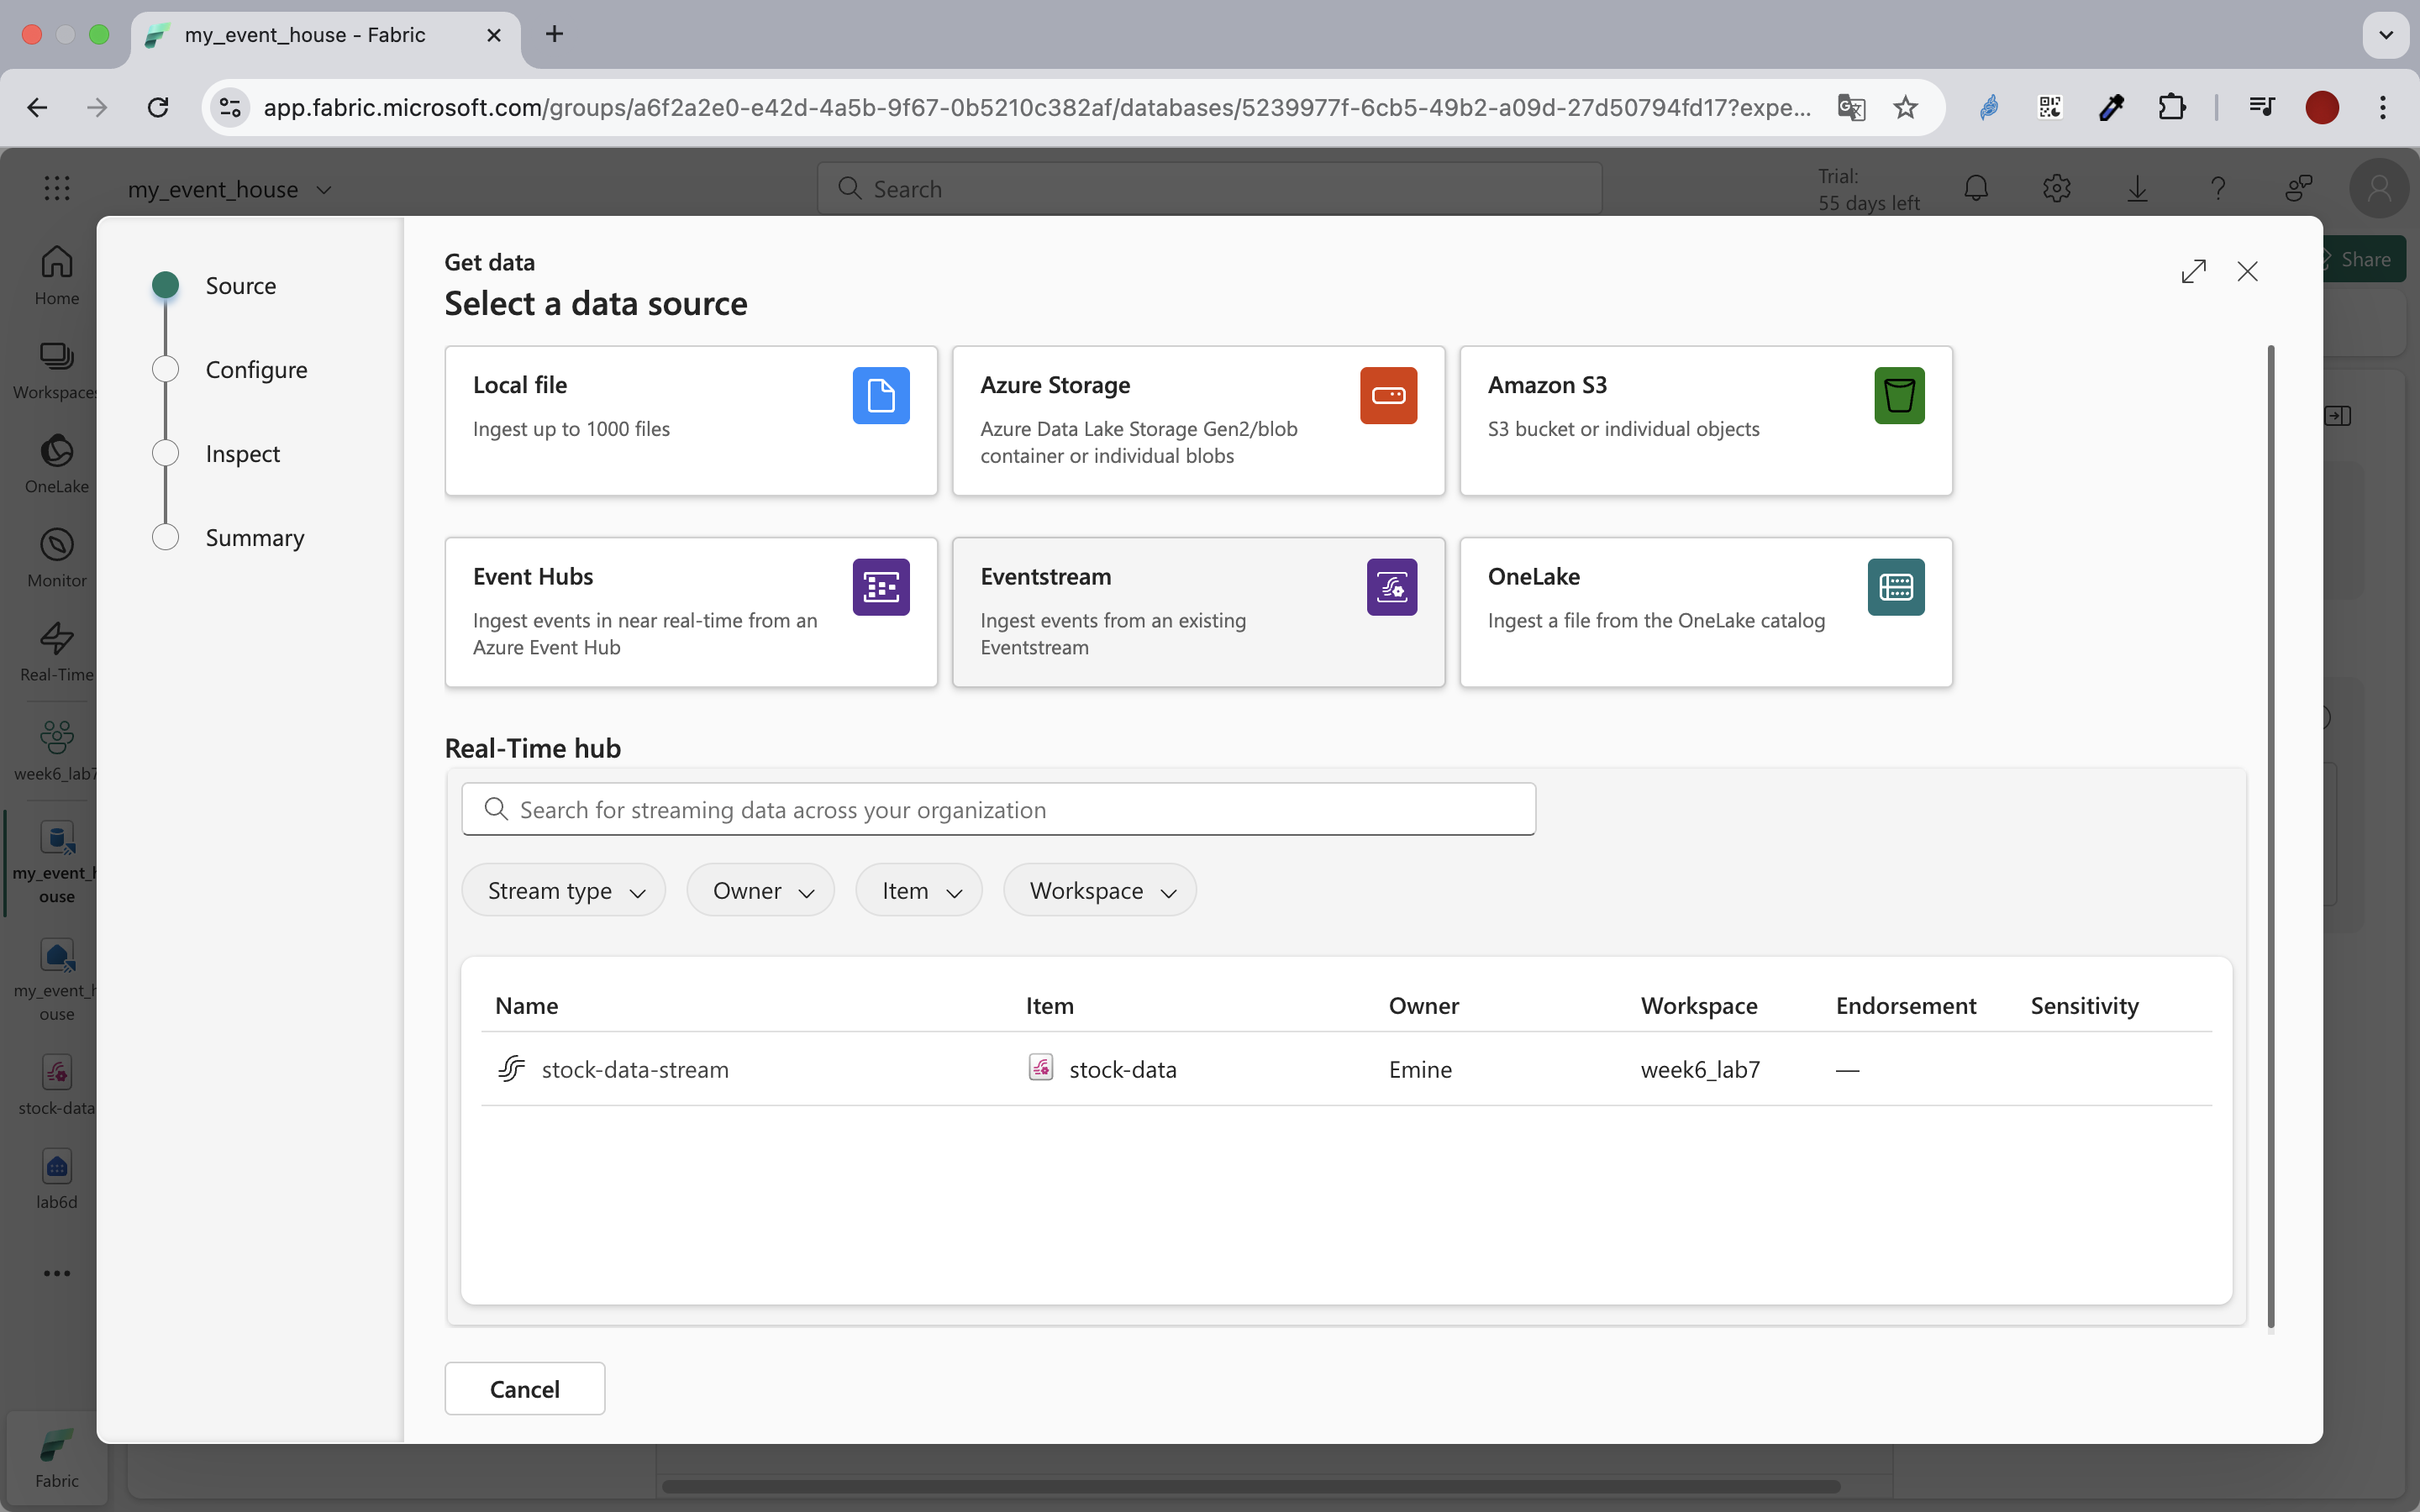 my_event_house - Fabric
app.fabric.microsoft.com/groups/a6f2a2e0-e42d-4a5b-9f67-0b5210c382af/databases/5239977f-6cb5-49b2-a09d-27d50794fd17?expe...
my_event_house
Search
Trial:
55 days left
Share
Home
Workspaces
OneLake
Monitor
Real-Time
week6_lab7
my_event_h
ouse
my_event_h
ouse
stock-data
lab6d
Fabric
Source
Configure
Inspect
Summary
Get data
Select a data source
Local file
Ingest up to 1000 files
Azure Storage
Azure Data Lake Storage Gen2/blob
container or individual blobs
Amazon S3
S3 bucket or individual objects
Event Hubs
Ingest events in near real-time from an
Azure Event Hub
Eventstream
Ingest events from an existing
Eventstream
OneLake
Ingest a file from the OneLake catalog
Real-Time hub
Search for streaming data across your organization
Stream type Owner Item Workspace
Name Item Owner Workspace Endorsement Sensitivity
stock-data-stream stock-data Emine week6_lab7 —
Cancel